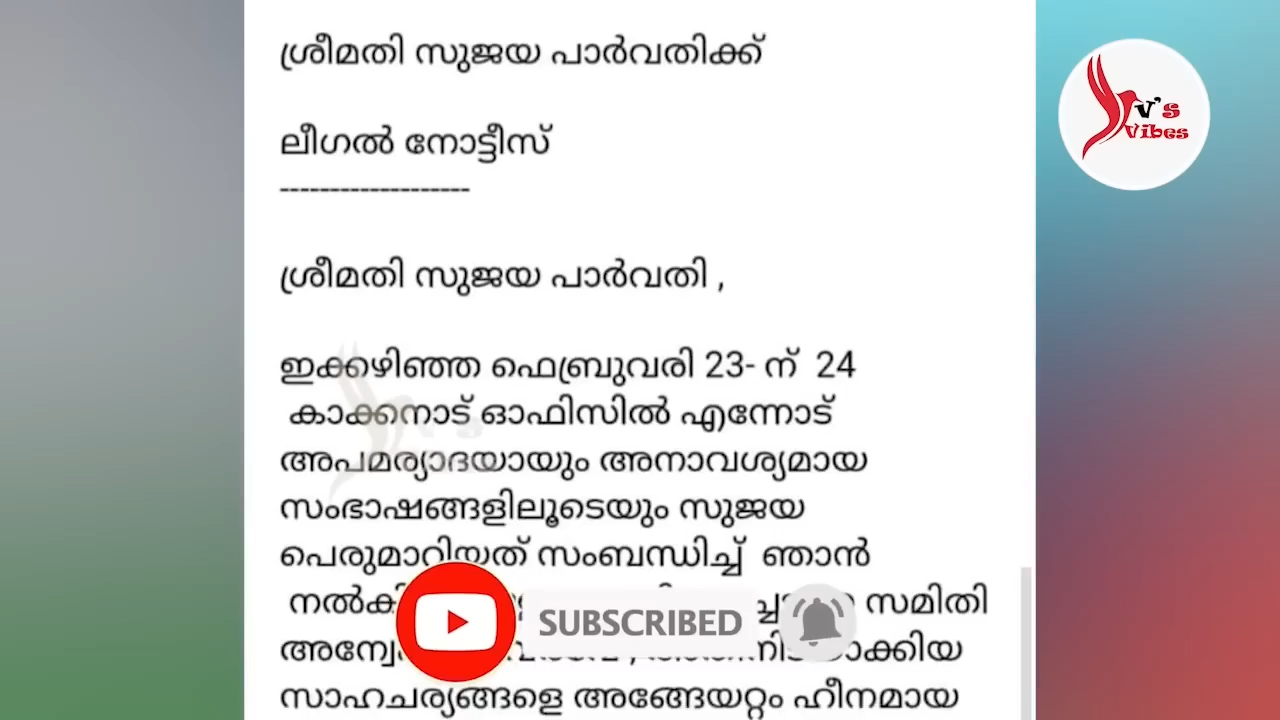 ശ്രീമതി സുജയ പാർവതിക്ക്
V's
Vibes
ലീഗൽ നോട്ടീസ്
-------------------
ശ്രീമതി സുജയ പാർവതി ,
ഇക്കഴിഞ്ഞ ഫെബ്രുവരി 23- ന് 24
കാക്കനാട് ഓഫിസിൽ എന്നോട്
അപമര്യാദയായും അനാവശ്യമായ
സംഭാഷങ്ങളിലൂടെയും സുജയ
പെരുമാറിയത് സംബന്ധിച്ച് ഞാൻ
സമിതി
SUBSCRIBED
സാഹചര്യങ്ങളെ അങ്ങേയറ്റം ഹീനമായ